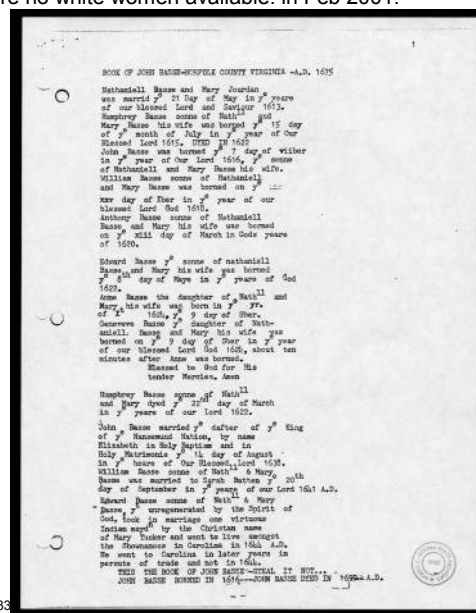 re no white women available. in Feb 2001.
1
BOOK OF JOHN BASSE-NORFOLK COUNTY VIRGINIA -A.D. 1675
Nathaniell Basse and Mary Jourdan
was marrid yᵉ 21 Day of May in yᵉ yeare
of our blessed Lord and Saviour 1613.
Humphrey Basse sonne of Nathˡˡ and
Mary Basse his wife was borned yᵉ 15 day
of yᵉ month of July in yᵉ year of Our
Blessed Lord 1615. DYED IN 1622
John Basse was borned yᵉ 7 day of
in yᵉ year of Our Lord 1616, yᵉ sonne
of Nathaniell and Mary Basse his wife.
William Basse sonne of Nathaniell
and Mary Basse was borned on yᵉ
xxv day of Xber in yᵉ year of our
blessed Lord God 1618.
Anthony Basse sonne of Nathaniell
Basse and Mary his wife was borned
on yᵉ xiii day of March in Gods yeare
of 1620.
Edward Basse yᵉ sonne of nathaniell
Basse and Mary his wife was borned
yᵉ 8ᵗʰ day of Maye in yᵉ yeare of God
1622.
Anne Basse the daughter of Nathˡˡ and
Mary his wife was born in yᵉ yr.
of 1624, yᵉ 9 day of
Geneveve Basse yᵉ daughter of Nath-
aniell Basse and Mary his wife was
borned on yᵉ 9 day of in yᵉ year
of our blessed Lord God 1624, about ten
minutes after Anne was borned.
Blessed be God for His
tender Mercies. Amen
Humphrey Basse sonne of Nathˡˡ
and Mary dyed yᵉ 22ⁿᵈ day of March
in yᵉ yeare of our Lord 1622.
John Basse married yᵉ dafter of yᵉ King
of yᵉ Nansemund Nation, by name
Elizabeth in Holy Baptism and in
Holy Matrimonie yᵉ 14 day of August
in yᵉ of Our Blessed Lord 1638.
William Basse sonne of Nathˡˡ & Mary
Basse was married to Sarah Batten yᵉ 20ᵗʰ
day of September in yᵉ yeare of our Lord 1641 A.D.
Edward Basse sonne of Nathˡˡ & Mary
Basse, yᵉ unregenerated by the Spirit of
God, took in marriage one virtuous
Indian maydᵉ by the Christan name
of Mary Tucker and went to live amongst
the Showanoes in Carolina in 1644 A.D.
He went to Carolina in later yeares in
persute of trade and not in 1644.
THIS THE BOOK OF JOHN BASSE-STEAL IT NOT...
JOHN BASSE BORNED IN 1616---JOHN BASSE DYED IN A.D.